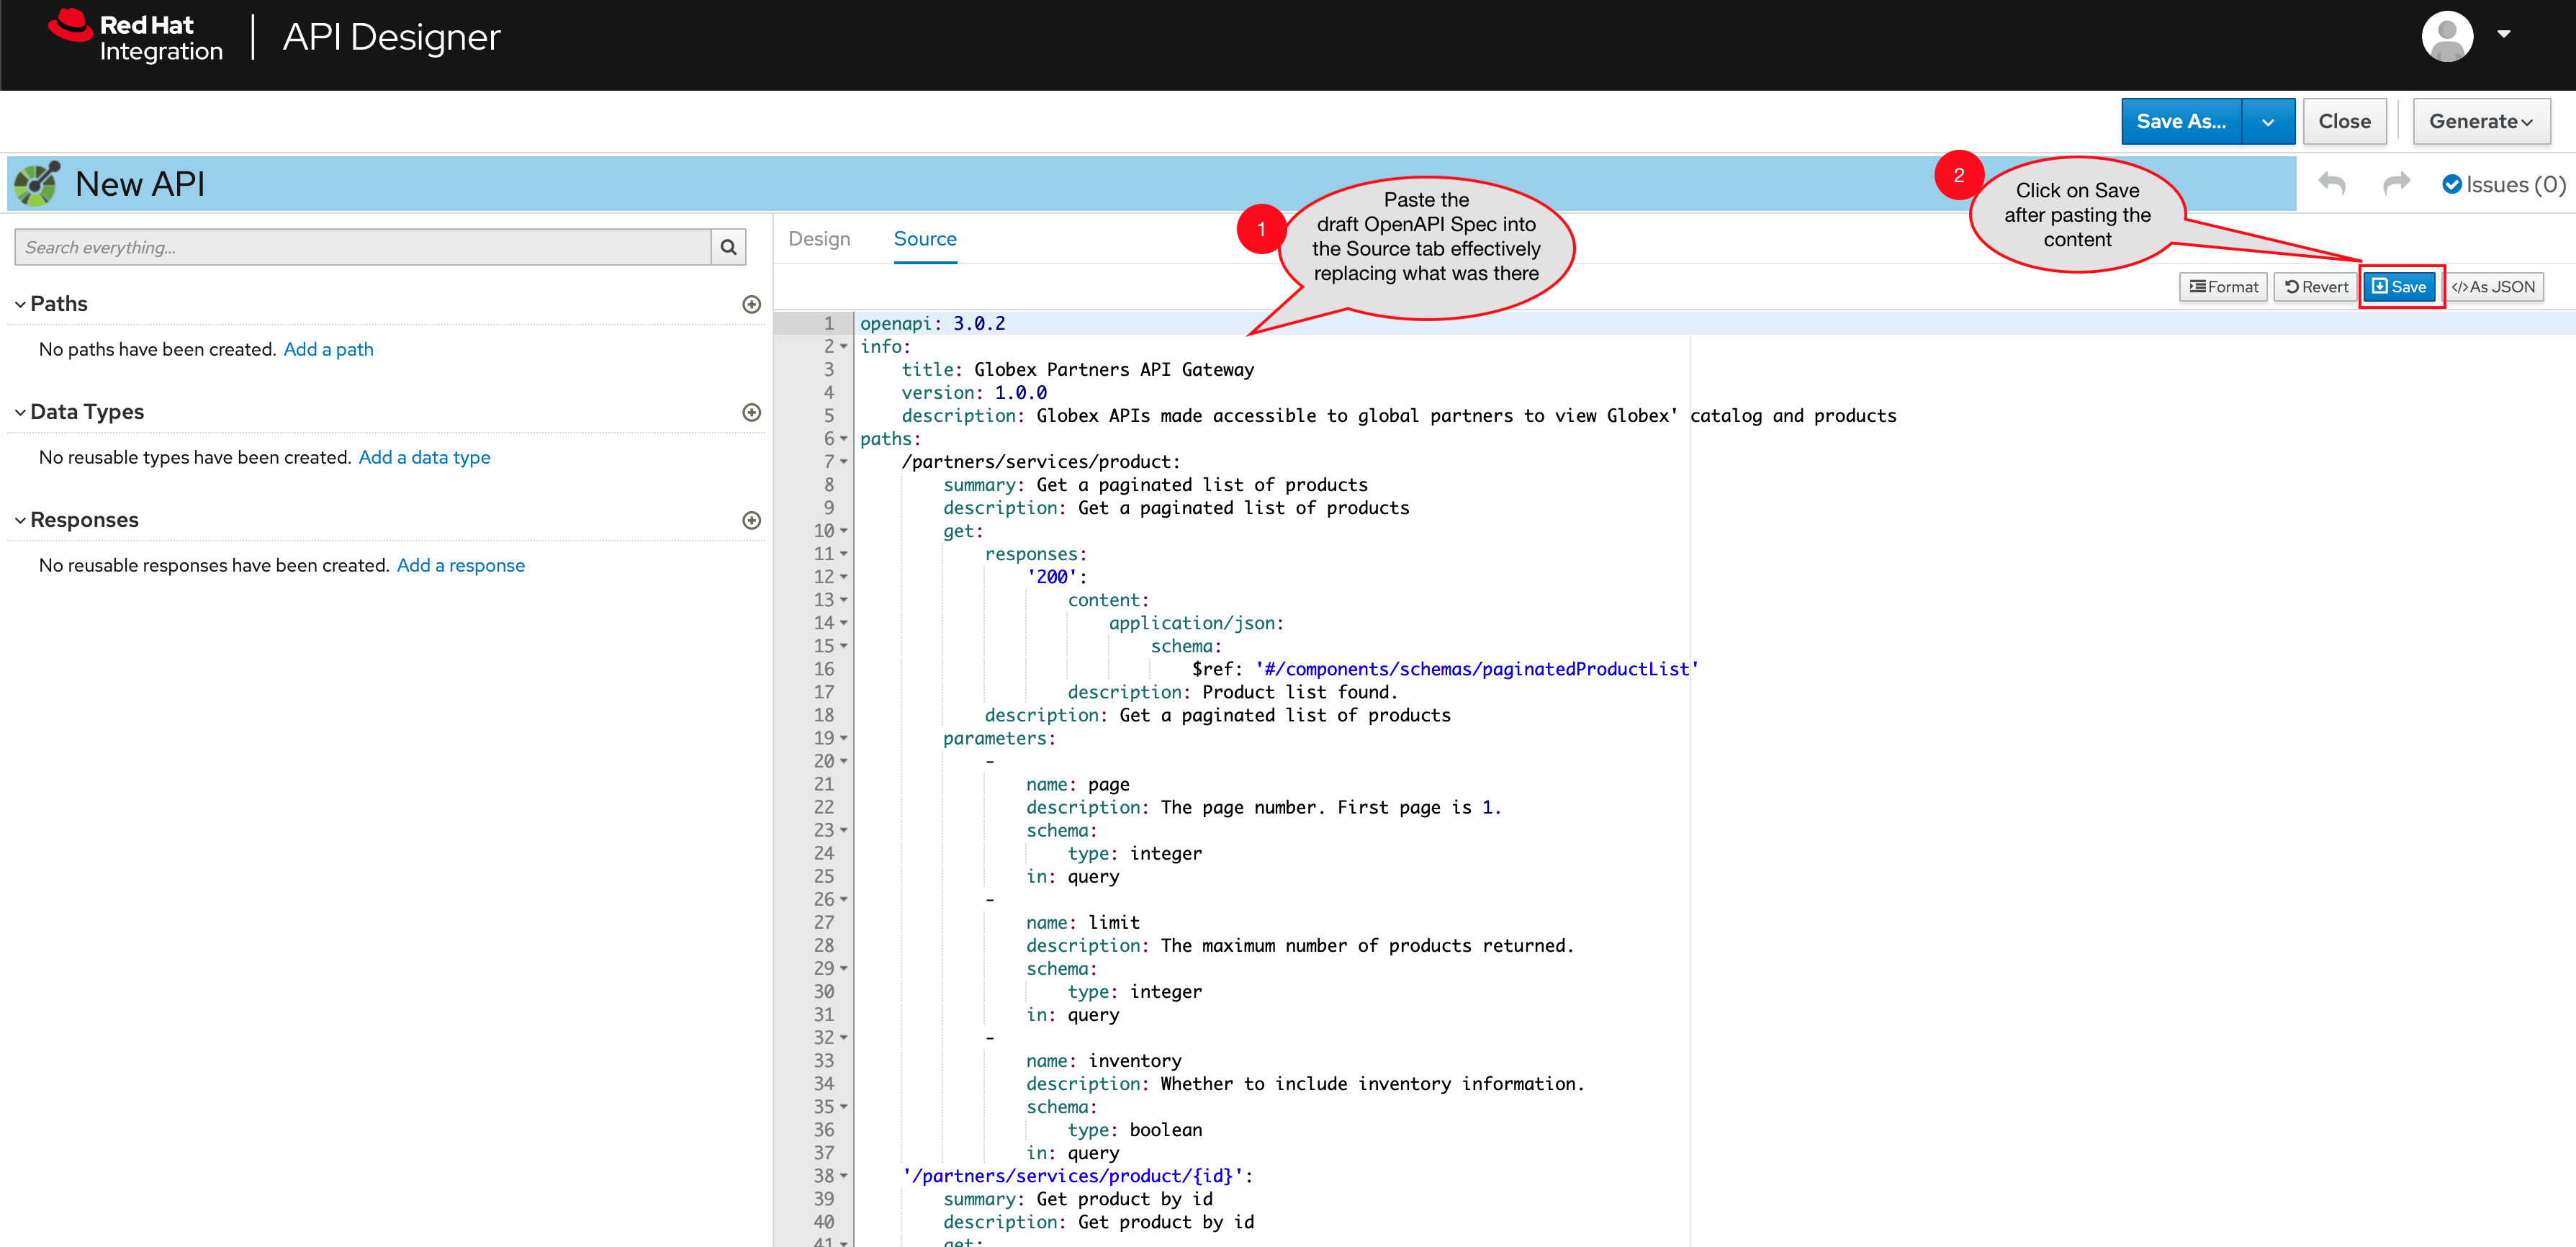 Red Hat
Integration
API Designer
Save As...
Close
Generate
New API
Issues (0)
1
Paste the
draft OpenAPI Spec into
the Source tab effectively
replacing what was there
2
Click on Save
after pasting the
content
Search everything...
Design
Source
Format
Revert
Save
</>As JSON
Paths
No paths have been created. Add a path
Data Types
No reusable types have been created. Add a data type
Responses
No reusable responses have been created. Add a response
1 openapi: 3.0.2
2 info:
3 title: Globex Partners API Gateway
4 version: 1.0.0
5 description: Globex APIs made accessible to global partners to view Globex' catalog and products
6 paths:
7 /partners/services/product:
8 summary: Get a paginated list of products
9 description: Get a paginated list of products
10 get:
11 responses:
12 '200':
13 content:
14 application/json:
15 schema:
16 $ref: '#/components/schemas/paginatedProductList'
17 description: Product list found.
18 description: Get a paginated list of products
19 parameters:
20 -
21 name: page
22 description: The page number. First page is 1.
23 schema:
24 type: integer
25 in: query
26 -
27 name: limit
28 description: The maximum number of products returned.
29 schema:
30 type: integer
31 in: query
32 -
33 name: inventory
34 description: Whether to include inventory information.
35 schema:
36 type: boolean
37 in: query
38 '/partners/services/product/{id}':
39 summary: Get product by id
40 description: Get product by id
41 get: